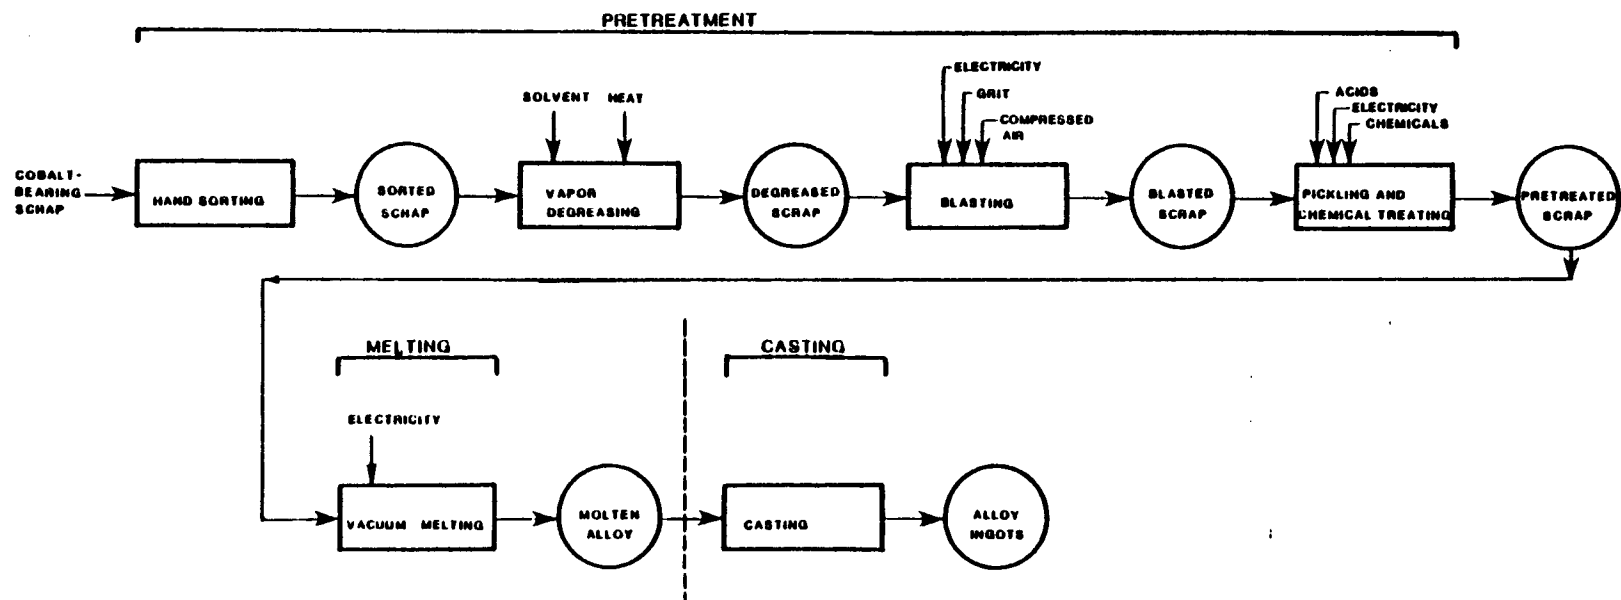 PRETREATMENT
ELECTRICITY
GRIT
COMPRESSED
AIR
ACIDS
ELECTRICITY
CHEMICALS
SOLVENT HEAT
COBALT-
BEARING
SCRAP
HAND SORTING
SORTED
SCRAP
VAPOR
DEGREASING
DEGREASED
SCRAP
BLASTING
BLASTED
SCRAP
PICKLING AND
CHEMICAL TREATING
PRETREATED
SCRAP
MELTING
CASTING
ELECTRICITY
VACUUM MELTING
MOLTEN
ALLOY
CASTING
ALLOY
INGOTS